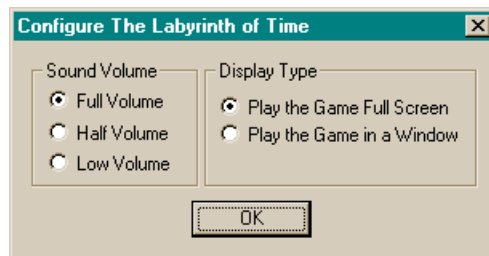 Configure The Labyrinth of Time
Sound Volume
Full Volume
Half Volume
Low Volume
Display Type
Play the Game Full Screen
Play the Game in a Window
OK